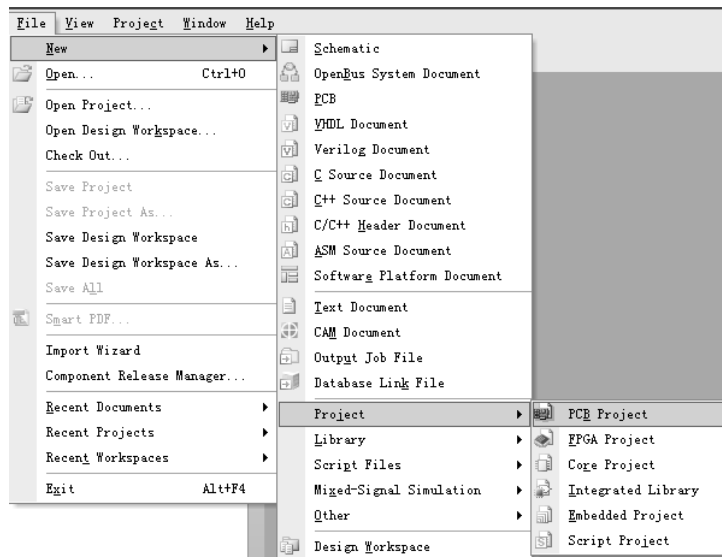 File View Project Window Help
New
Open... Ctrl+O
Open Project...
Open Design Workspace...
Check Out...
Save Project
Save Project As...
Save Design Workspace
Save Design Workspace As...
Save All
Smart PDF...
Import Wizard
Component Release Manager...
Recent Documents
Recent Projects
Recent Workspaces
Exit Alt+F4
Schematic
OpenBus System Document
PCB
VHDL Document
Verilog Document
C Source Document
C++ Source Document
C/C++ Header Document
ASM Source Document
Software Platform Document
Text Document
CAM Document
Output Job File
Database Link File
Project
Library
Script Files
Mixed-Signal Simulation
Other
Design Workspace
PCB Project
FPGA Project
Core Project
Integrated Library
Embedded Project
Script Project